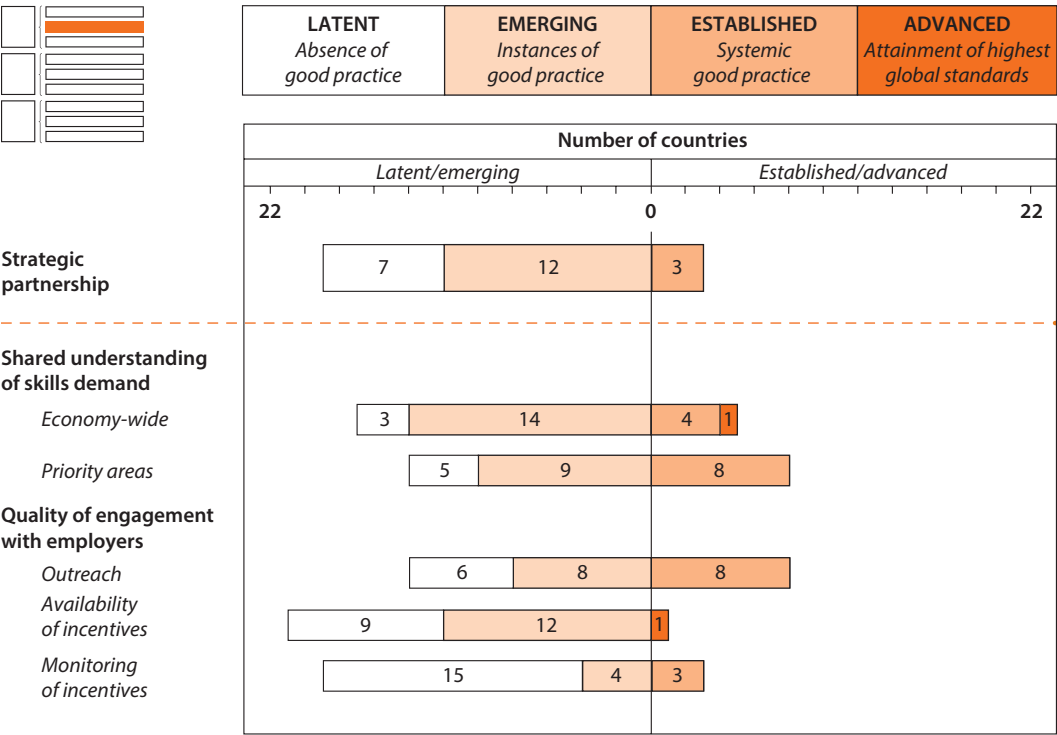 LATENT
Absence of
good practice
EMERGING
Instances of
good practice
ESTABLISHED
Systemic
good practice
ADVANCED
Attainment of highest
global standards
Number of countries
Latent/emerging
Established/advanced
22 0 22
Strategic
partnership
7 12 3
Shared understanding
of skills demand
Economy-wide
3 14 4 1
Priority areas
5 9 8
Quality of engagement
with employers
Outreach
6 8 8
Availability
of incentives
9 12 1
Monitoring
of incentives
15 4 3